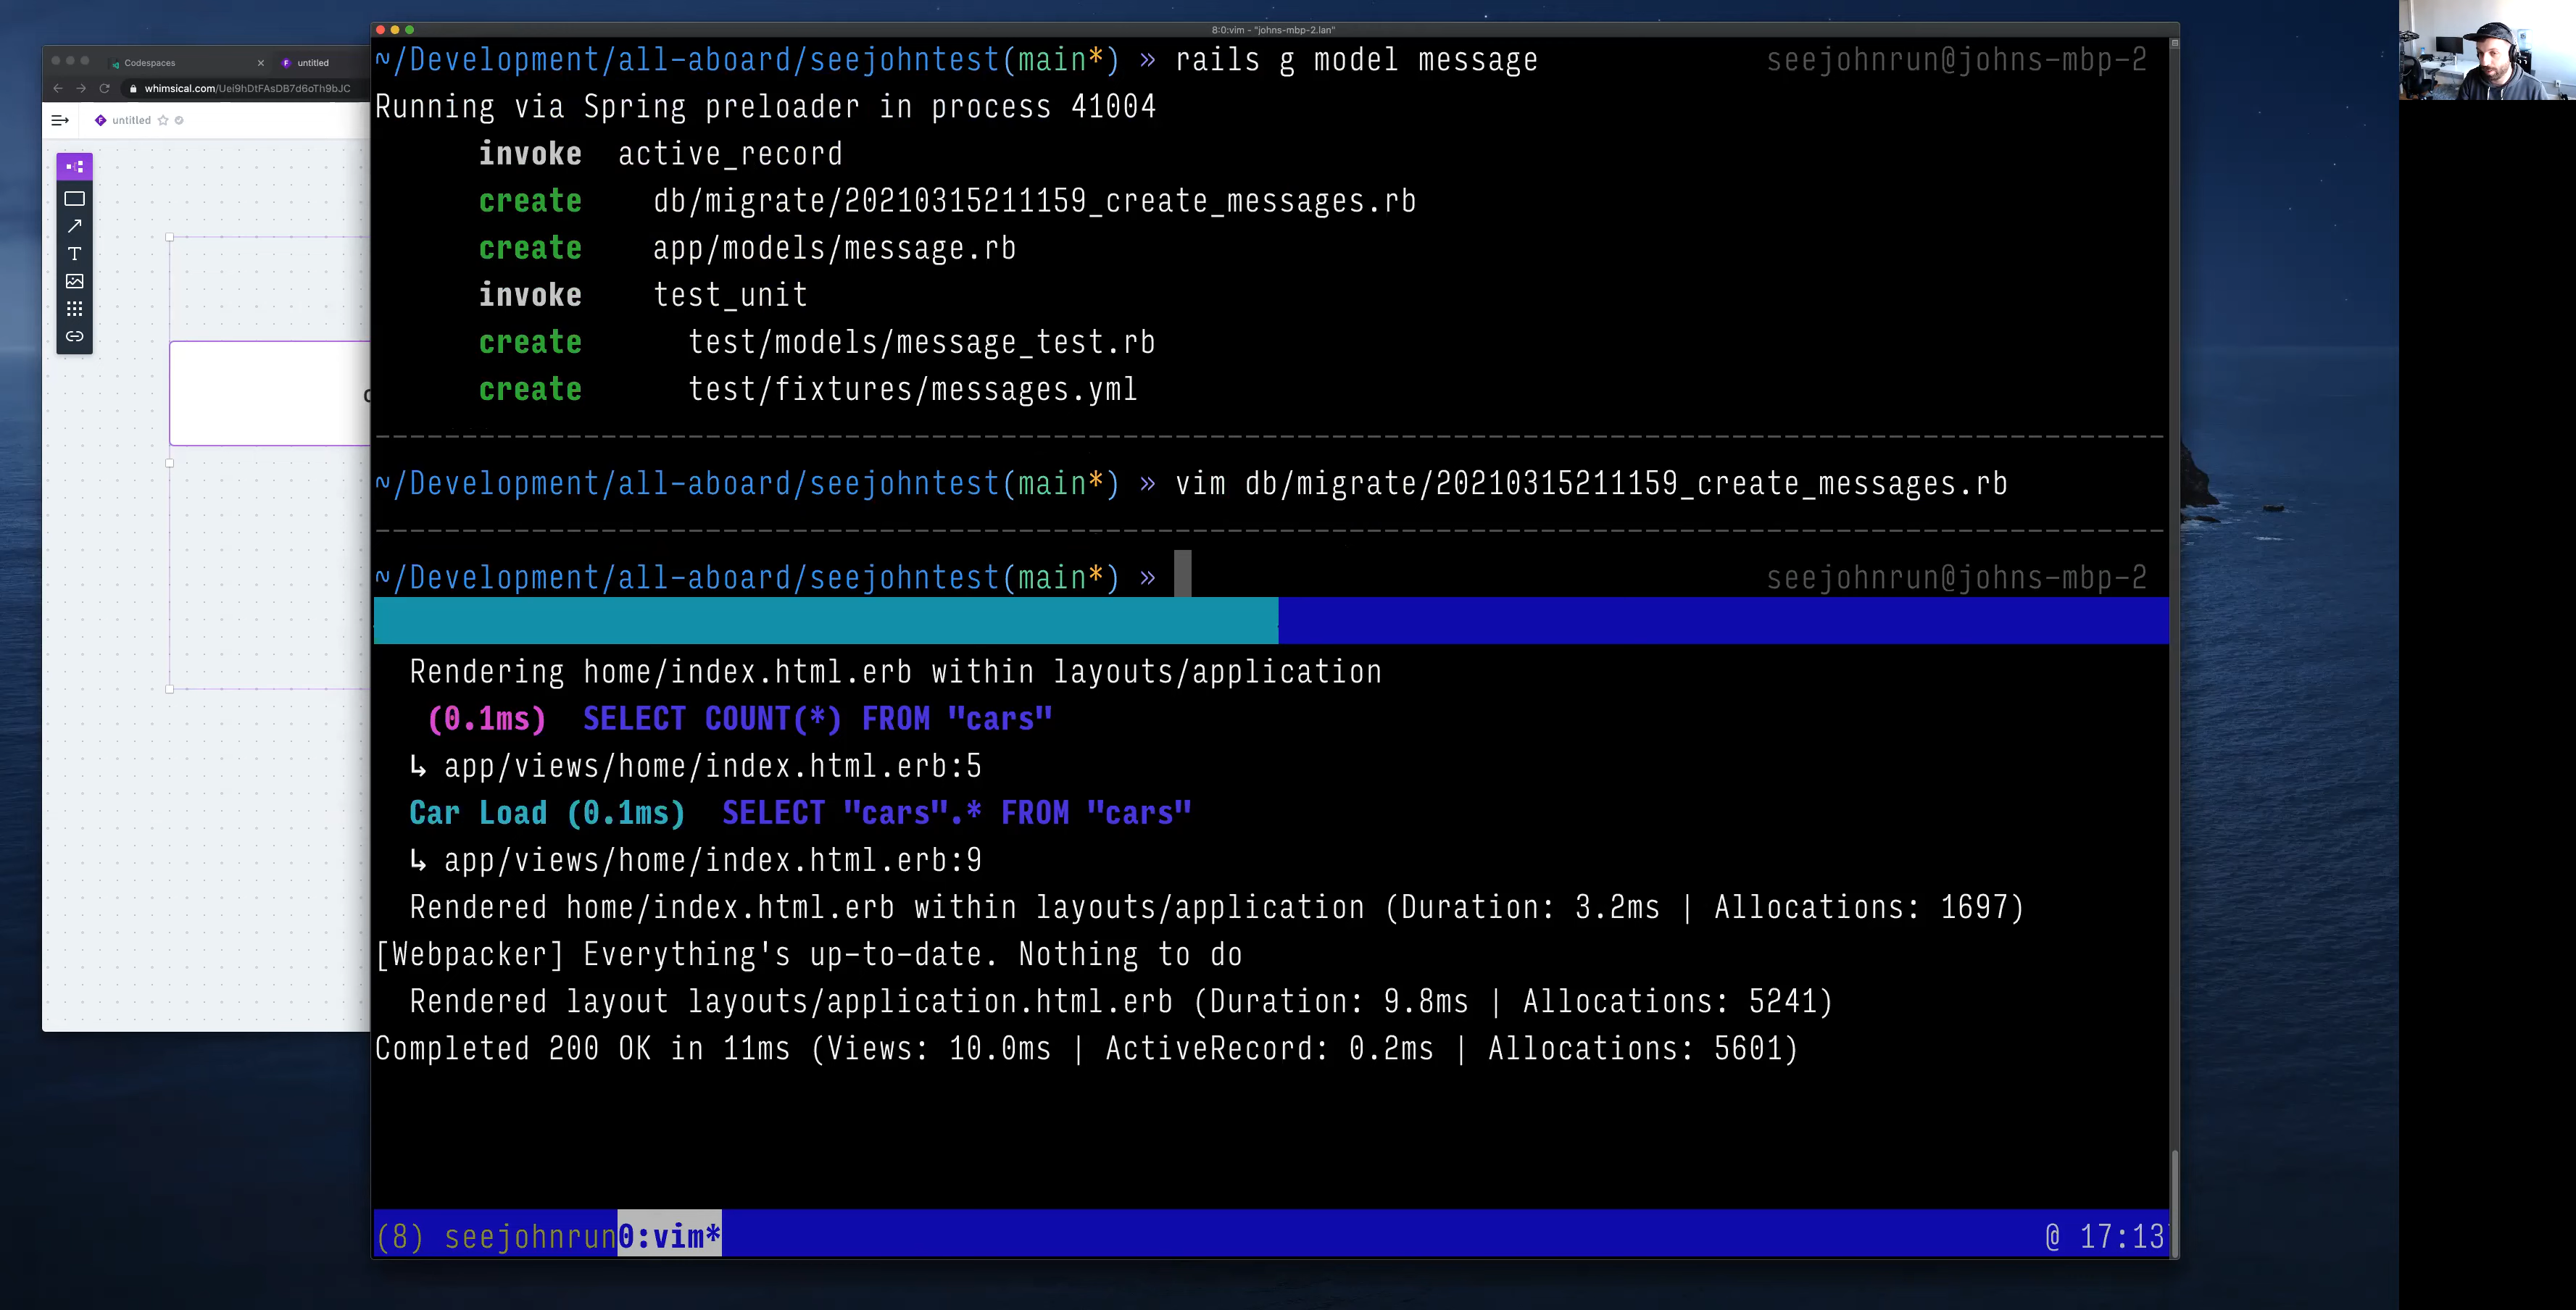 8:0:vim - "johns-mbp-2.lan"
Codespaces
untitled
whimsical.com/Uei9hDtFAsDB7d6oTh9bJC
untitled
~/Development/all-aboard/seejohntest(main*) » rails g model message seejohnrun@johns-mbp-2
Running via Spring preloader in process 41004
invoke active_record
create db/migrate/20210315211159_create_messages.rb
create app/models/message.rb
invoke test_unit
create test/models/message_test.rb
create test/fixtures/messages.yml
~/Development/all-aboard/seejohntest(main*) » vim db/migrate/20210315211159_create_messages.rb
~/Development/all-aboard/seejohntest(main*) » seejohnrun@johns-mbp-2
Rendering home/index.html.erb within layouts/application
(0.1ms) SELECT COUNT(*) FROM "cars"
↳ app/views/home/index.html.erb:5
Car Load (0.1ms) SELECT "cars".* FROM "cars"
↳ app/views/home/index.html.erb:9
Rendered home/index.html.erb within layouts/application (Duration: 3.2ms | Allocations: 1697)
[Webpacker] Everything's up-to-date. Nothing to do
Rendered layout layouts/application.html.erb (Duration: 9.8ms | Allocations: 5241)
Completed 200 OK in 11ms (Views: 10.0ms | ActiveRecord: 0.2ms | Allocations: 5601)
(8) seejohnrun 0:vim* @ 17:13